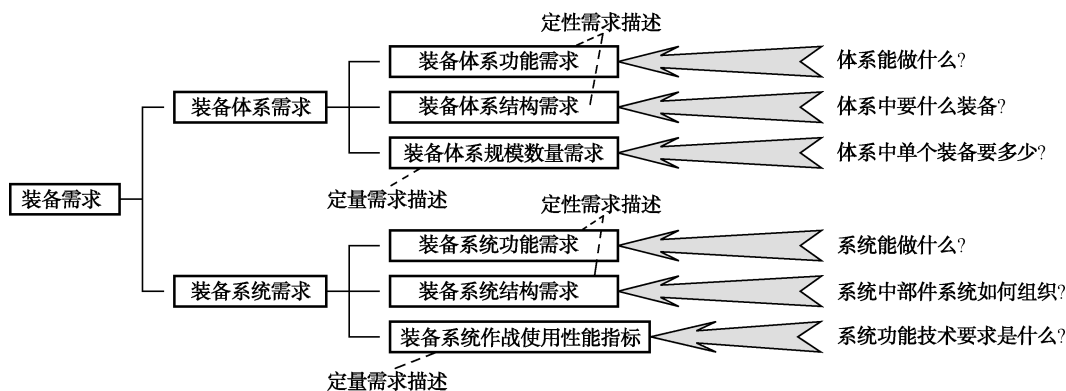 定性需求描述
装备体系功能需求
体系能做什么?
装备体系需求
装备体系结构需求
体系中要什么装备?
装备体系规模数量需求
体系中单个装备要多少?
装备需求
定量需求描述
定性需求描述
装备系统功能需求
系统能做什么?
装备系统需求
装备系统结构需求
系统中部件系统如何组织?
装备系统作战使用性能指标
系统功能技术要求是什么?
定量需求描述